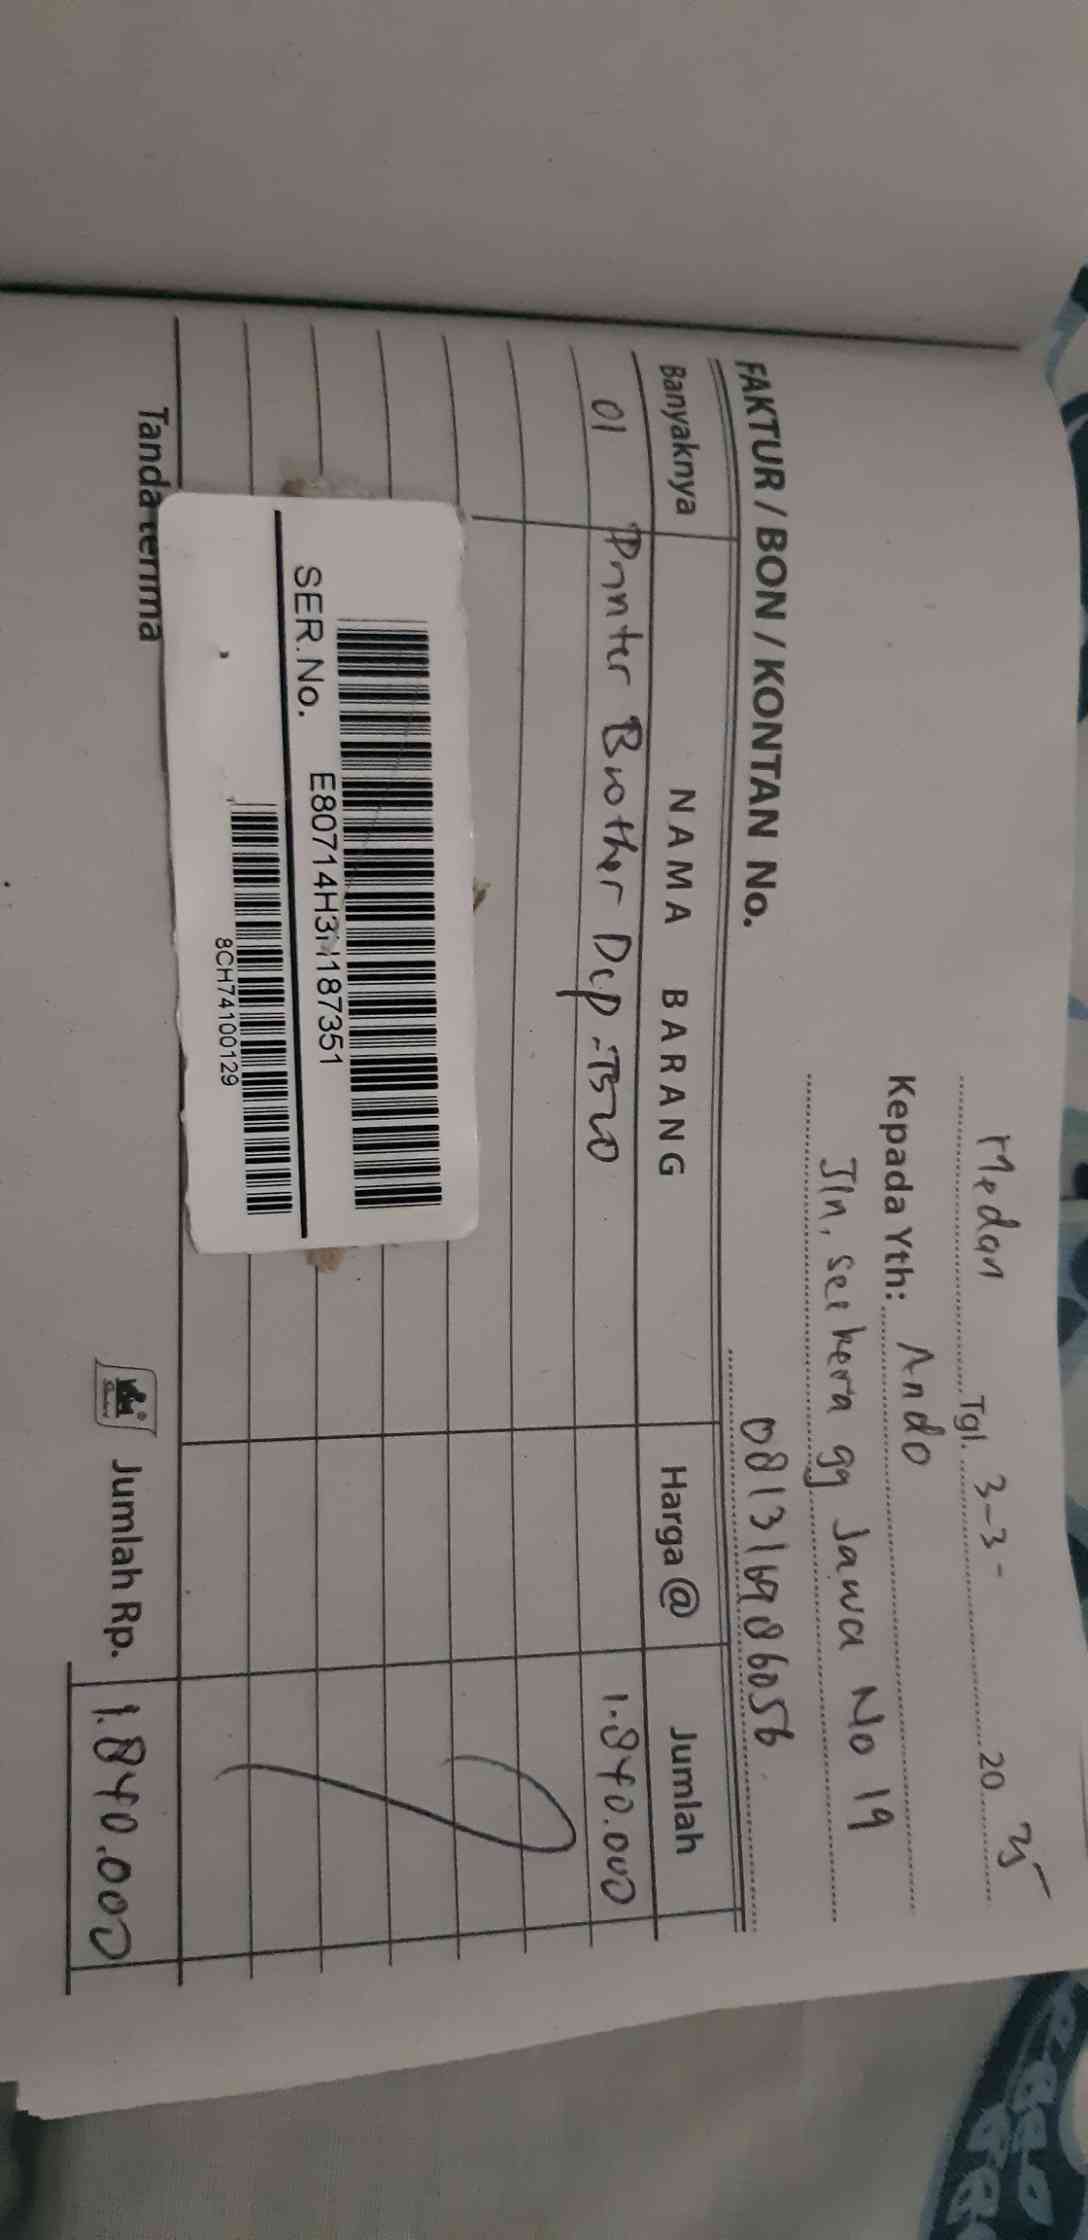 Medan Tgl. 3-3- 20 25
Kepada Yth: Ando
Jln. sei kera gg Jawa No 19
081316986056
FAKTUR / BON / KONTAN No.
Banyaknya NAMA BARANG Harga @ Jumlah
01 Printer Brother Dcp-T520 1.840.000
SER.No. E80714H3N187351
8CH74100129
Tanda terima Jumlah Rp. 1.840.000